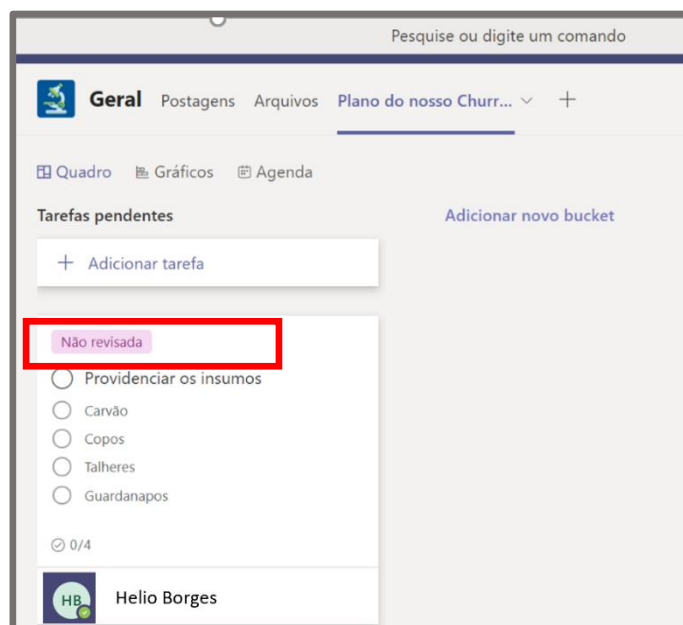 Pesquise ou digite um comando
Geral Postagens Arquivos Plano do nosso Churr...
Quadro Gráficos Agenda
Tarefas pendentes Adicionar novo bucket
Adicionar tarefa
Não revisada
Providenciar os insumos
Carvão
Copos
Talheres
Guardanapos
0/4
HB Helio Borges